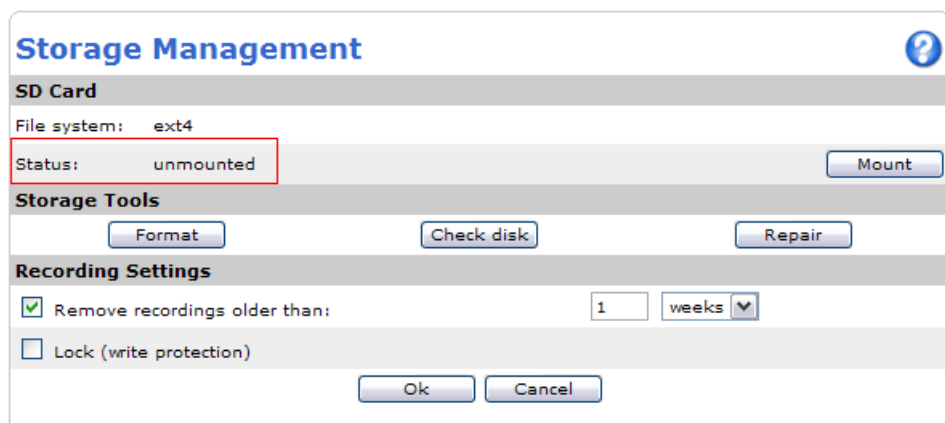 Storage Management ?
SD Card
File system: ext4
Status: unmounted Mount
Storage Tools
Format Check disk Repair
Recording Settings
Remove recordings older than: 1 weeks
Lock (write protection)
Ok Cancel